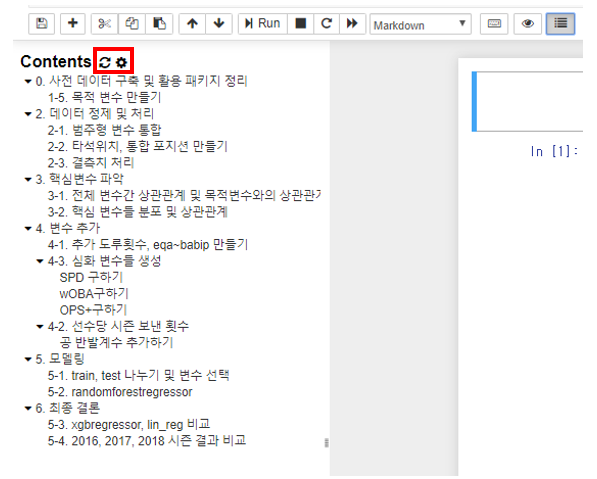 Run
Markdown
Contents
0. 사전 데이터 구축 및 활용 패키지 정리
1-5. 목적 변수 만들기
2. 데이터 정제 및 처리
2-1. 범주형 변수 통합
2-2. 타석위치, 통합 포지션 만들기
2-3. 결측지 처리
3. 핵심변수 파악
3-1. 전체 변수간 상관관계 및 목적변수와의 상관관계
3-2. 핵심 변수들 분포 및 상관관계
4. 변수 추가
4-1. 추가 도루횟수, eqa~babip 만들기
4-3. 심화 변수들 생성
SPD 구하기
wOBA구하기
OPS+구하기
4-2. 선수당 시즌 보낸 횟수
공 반발계수 추가하기
5. 모델링
5-1. train, test 나누기 및 변수 선택
5-2. randomforestregressor
6. 최종 결론
5-3. xgbregressor, lin_reg 비교
5-4. 2016, 2017, 2018 시즌 결과 비교
In [1]: